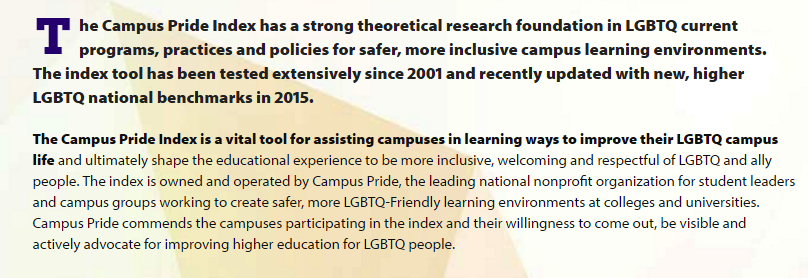 The Campus Pride Index has a strong theoretical research foundation in LGBTQ current
programs, practices and policies for safer, more inclusive campus learning environments.
The index tool has been tested extensively since 2001 and recently updated with new, higher
LGBTQ national benchmarks in 2015.
The Campus Pride Index is a vital tool for assisting campuses in learning ways to improve their LGBTQ campus
life and ultimately shape the educational experience to be more inclusive, welcoming and respectful of LGBTQ and ally
people. The index is owned and operated by Campus Pride, the leading national nonprofit organization for student leaders
and campus groups working to create safer, more LGBTQ-Friendly learning environments at colleges and universities.
Campus Pride commends the campuses participating in the index and their willingness to come out, be visible and
actively advocate for improving higher education for LGBTQ people.